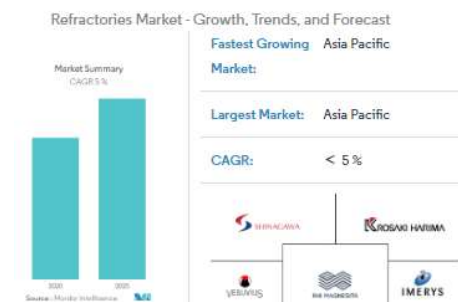 Refractories Market - Growth, Trends, and Forecast
Market Summary
CAGR 5 %
2020 2025
Source - Mordor Intelligence
Fastest Growing Market: Asia Pacific
Largest Market: Asia Pacific
CAGR: < 5 %
SHINAGAWA
KROSAKI HARIMA
VESUVIUS
RHI MAGNESITA
IMERYS